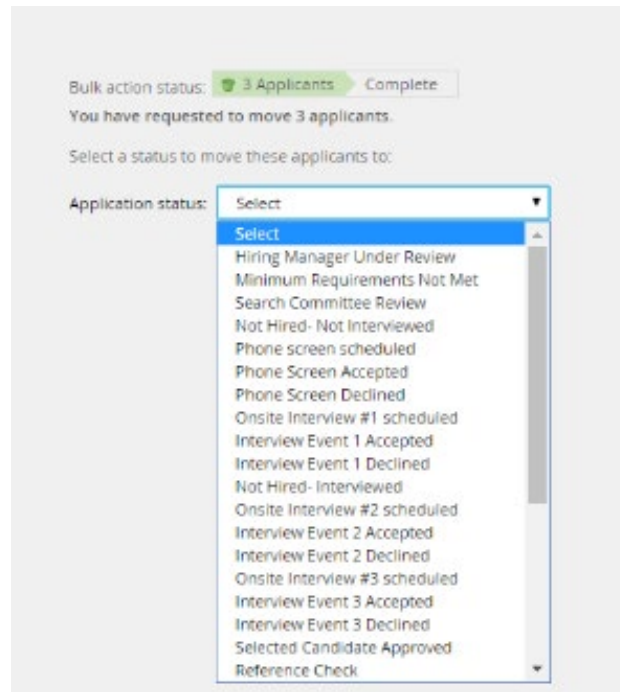 Bulk action status: 3 Applicants Complete
You have requested to move 3 applicants.
Select a status to move these applicants to:
Application status: Select
Select
Hiring Manager Under Review
Minimum Requirements Not Met
Search Committee Review
Not Hired- Not Interviewed
Phone screen scheduled
Phone Screen Accepted
Phone Screen Declined
Onsite Interview #1 scheduled
Interview Event 1 Accepted
Interview Event 1 Declined
Not Hired- Interviewed
Onsite Interview #2 scheduled
Interview Event 2 Accepted
Interview Event 2 Declined
Onsite Interview #3 scheduled
Interview Event 3 Accepted
Interview Event 3 Declined
Selected Candidate Approved
Reference Check